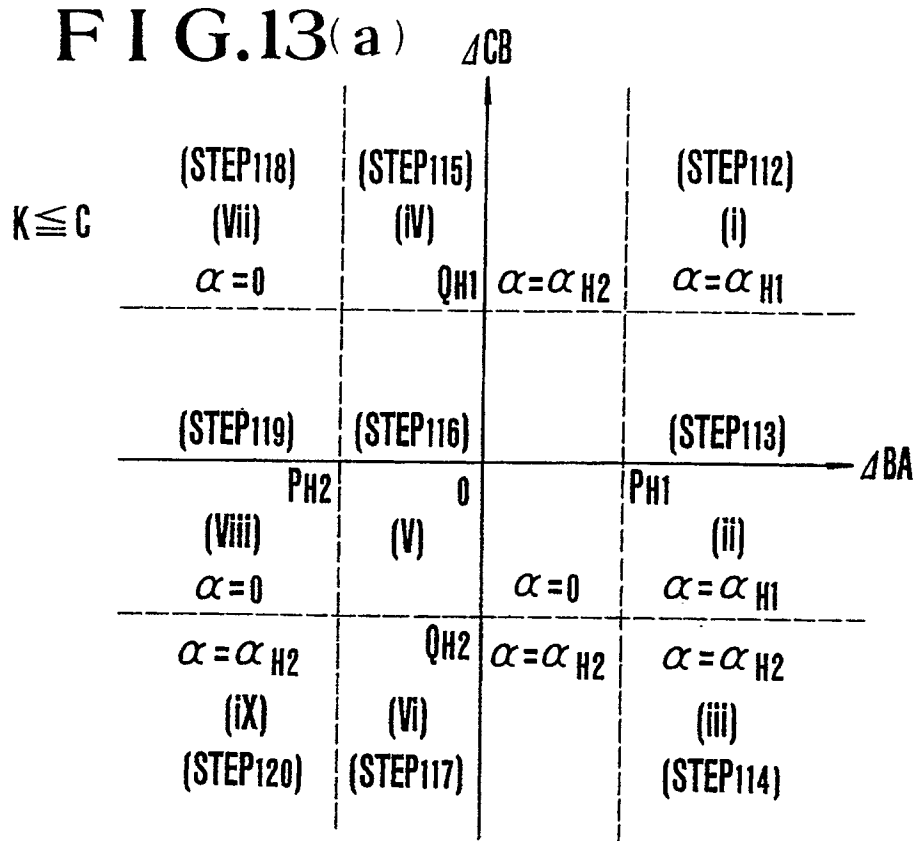 FIG.13(a)
ΔCB
(STEP118) (STEP115) (STEP112)
K≦C (Vii) (iV) (i)
α=0 QH1 α=αH2 α=αH1
(STEP119) (STEP116) (STEP113)
ΔBA
PH2 0 PH1
(Viii) (V) (ii)
α=0 α=0 α=αH1
α=αH2 QH2 α=αH2 α=αH2
(iX) (Vi) (iii)
(STEP120) (STEP117) (STEP114)